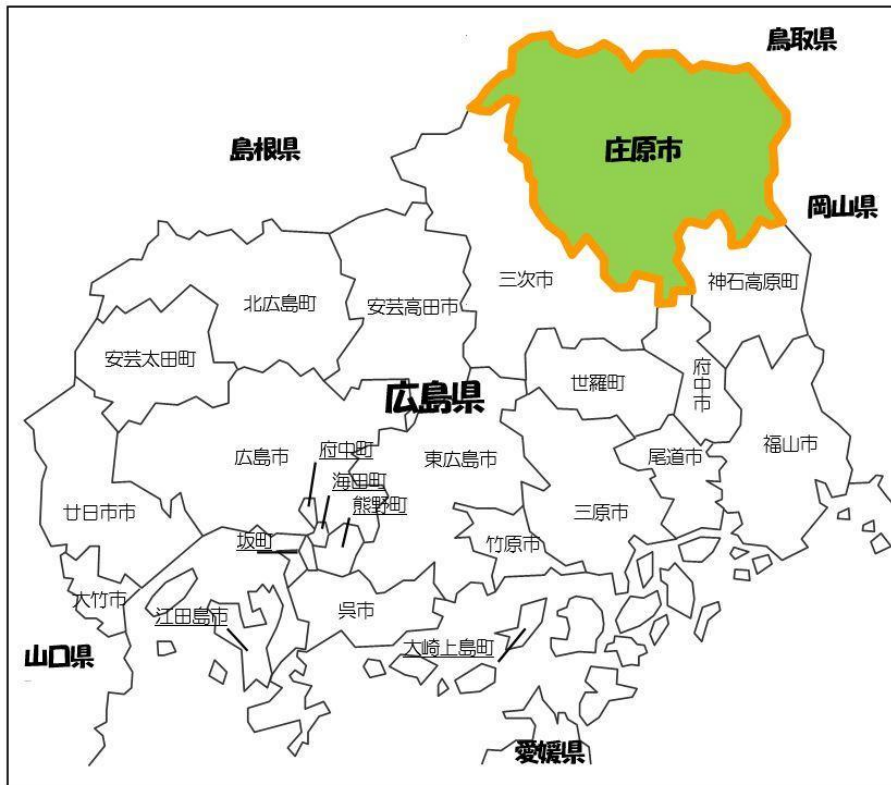 鳥取県
島根県
庄原市
岡山県
三次市
神石高原町
北広島町
安芸高田市
安芸太田町
世羅町
府中市
広島県
福山市
広島市
府中町
東広島市
尾道市
海田町
熊野町
廿日市市
三原市
坂町
竹原市
大竹市
江田島市
呉市
大崎上島町
山口県
愛媛県